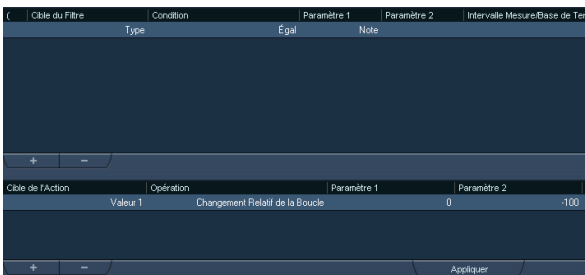 ( Cible du Filtre Condition Paramètre 1 Paramètre 2 Intervalle Mesure/Base de Ter
Type Égal Note
+ −
Cible de l'Action Opération Paramètre 1 Paramètre 2
Valeur 1 Changement Relatif de la Boucle 0 -100
+ − Appliquer